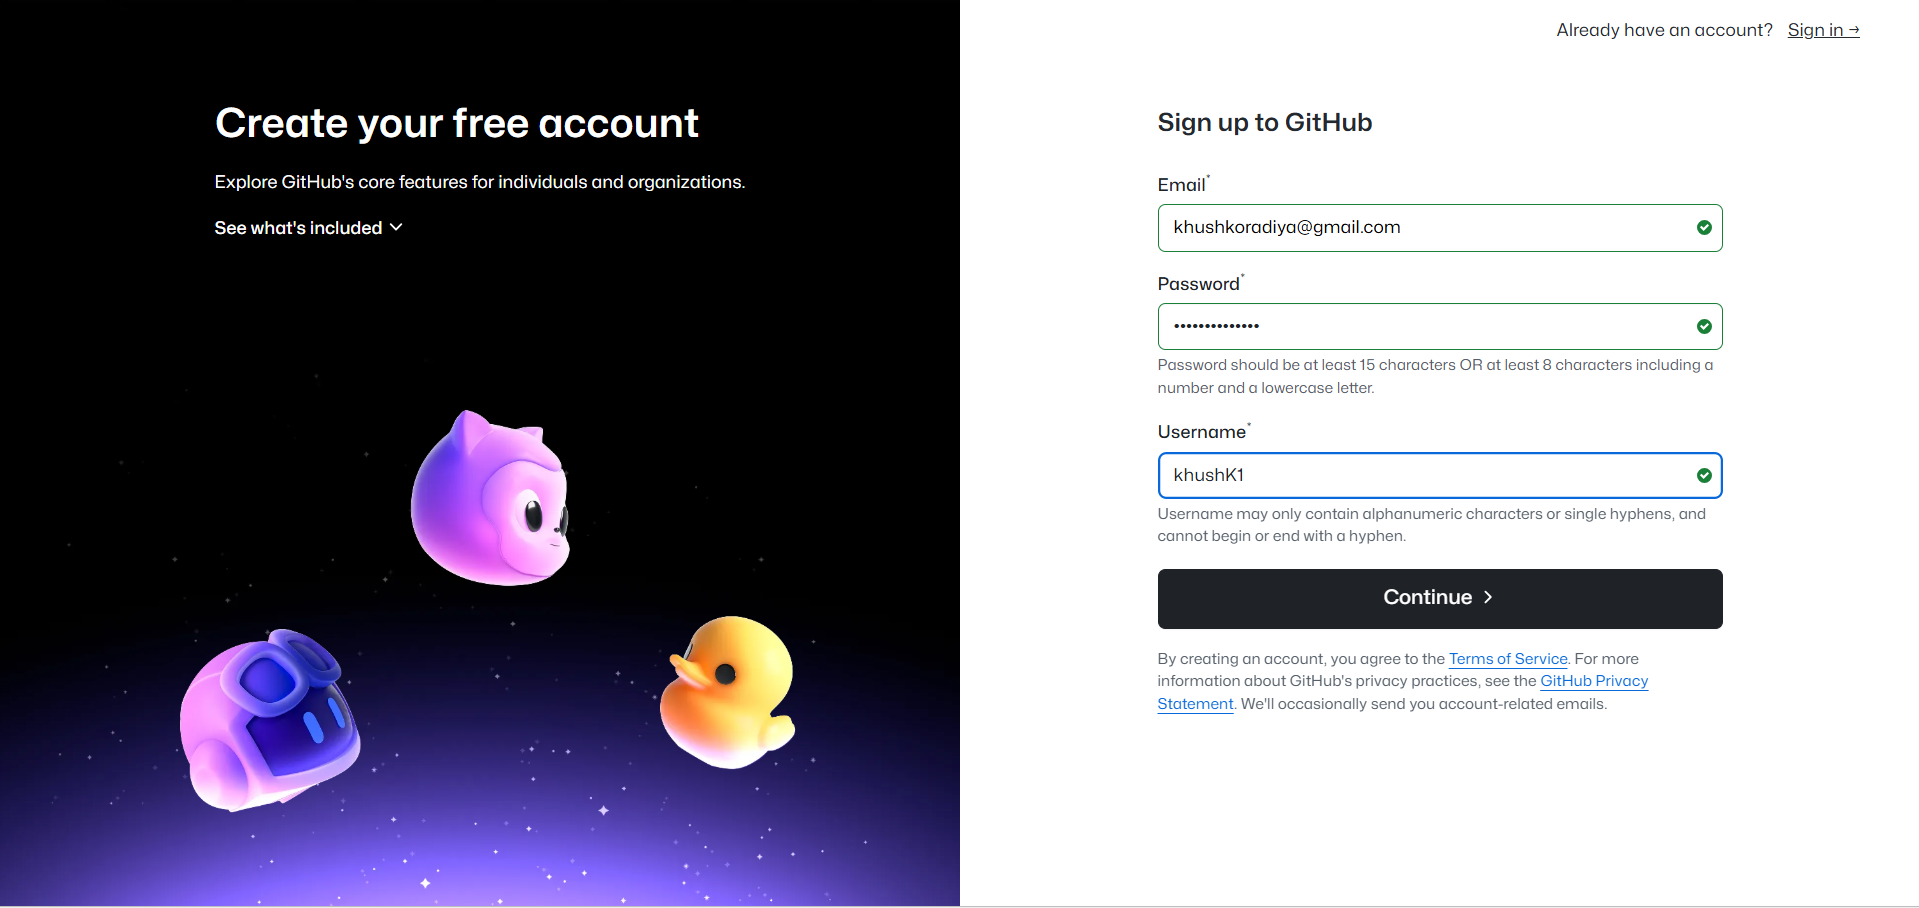 Already have an account? Sign in →
Create your free account
Explore GitHub's core features for individuals and organizations.
See what's included
Sign up to GitHub
Email*
khushkoradiya@gmail.com
Password*
••••••••••••••
Password should be at least 15 characters OR at least 8 characters including a
number and a lowercase letter.
Username*
khushK1
Username may only contain alphanumeric characters or single hyphens, and
cannot begin or end with a hyphen.
Continue
By creating an account, you agree to the Terms of Service. For more
information about GitHub's privacy practices, see the GitHub Privacy
Statement. We'll occasionally send you account-related emails.